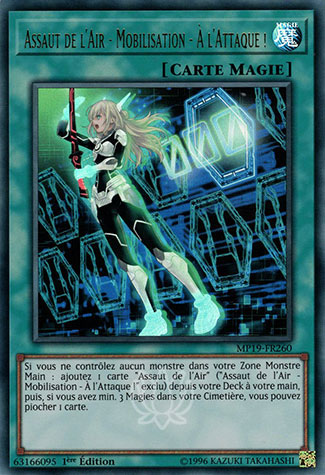 Assaut de l'Air - Mobilisation - À l'Attaque !
MAGIE
魔
[Carte Magie]
MP19-FR260
Si vous ne contrôlez aucun monstre dans votre Zone Monstre
Main : ajoutez 1 carte "Assaut de l'Air" ("Assaut de l'Air -
Mobilisation - À l'Attaque !" exclu) depuis votre Deck à votre main,
puis, si vous avez min. 3 Magies dans votre Cimetière, vous pouvez
piocher 1 carte.
63166095 1ère Édition ©1996 KAZUKI TAKAHASHI